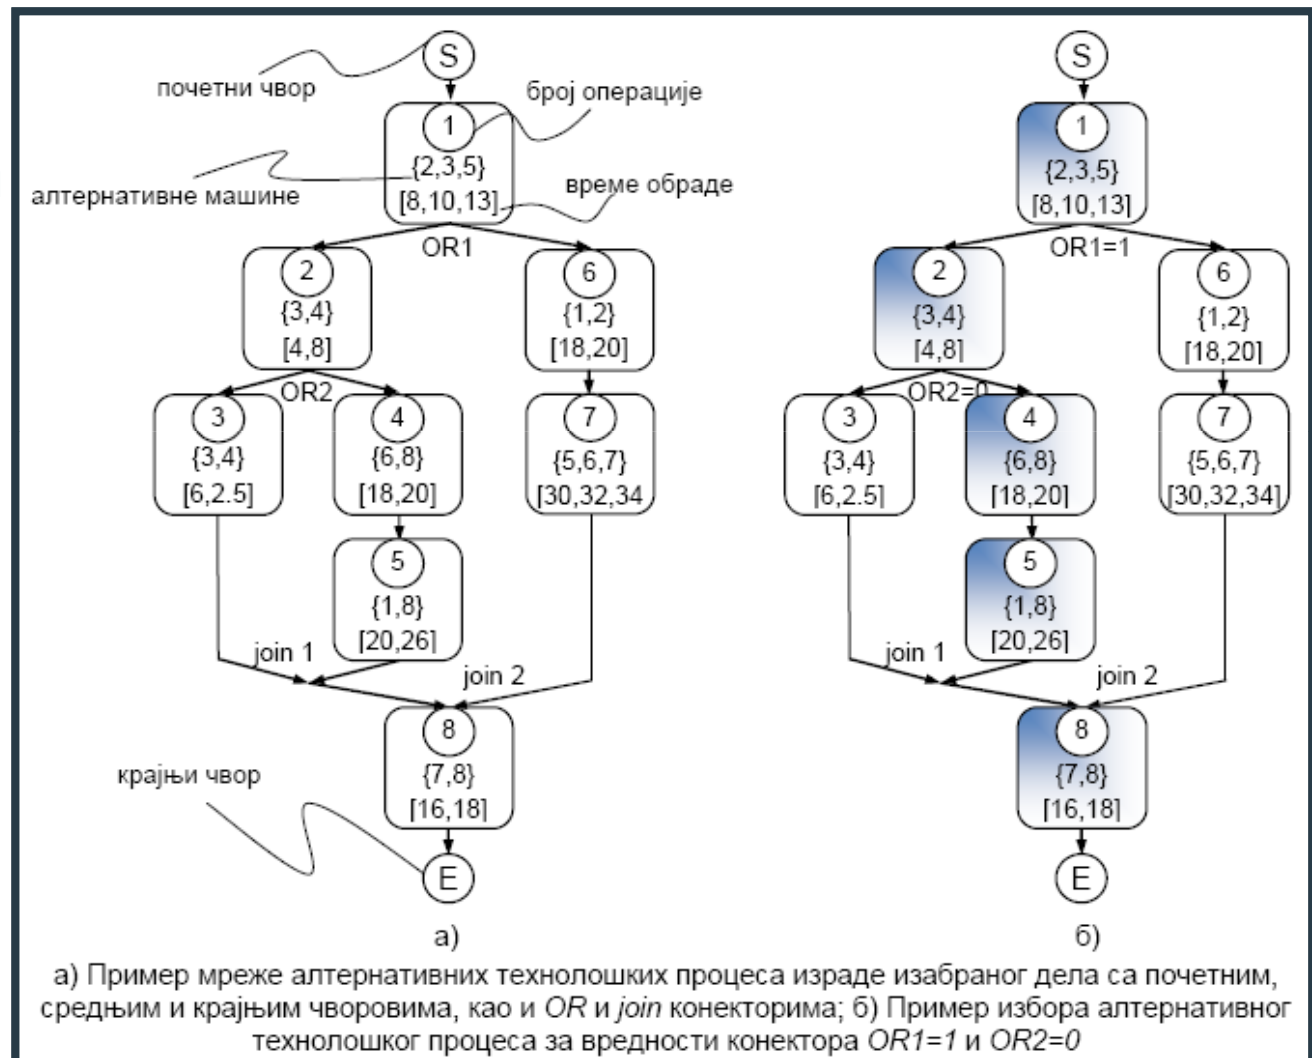 S
почетни чвор
број операције
1
{2,3,5}
[8,10,13]
алтернативне машине
време обраде
OR1
2
{3,4}
[4,8]
6
{1,2}
[18,20]
OR2
3
{3,4}
[6,2.5]
4
{6,8}
[18,20]
7
{5,6,7}
[30,32,34
5
{1,8}
[20,26]
join 1
join 2
8
{7,8}
[16,18]
крајњи чвор
E
а)
S
1
{2,3,5}
[8,10,13]
OR1=1
2
{3,4}
[4,8]
6
{1,2}
[18,20]
OR2=0
3
{3,4}
[6,2.5]
4
{6,8}
[18,20]
7
{5,6,7}
[30,32,34]
5
{1,8}
[20,26]
join 1
join 2
8
{7,8}
[16,18]
E
б)
а) Пример мреже алтернативних технолошких процеса израде изабраног дела са почетним,
средњим и крајњим чворовима, као и OR и join конекторима; б) Пример избора алтернативног
технолошког процеса за вредности конектора OR1=1 и OR2=0